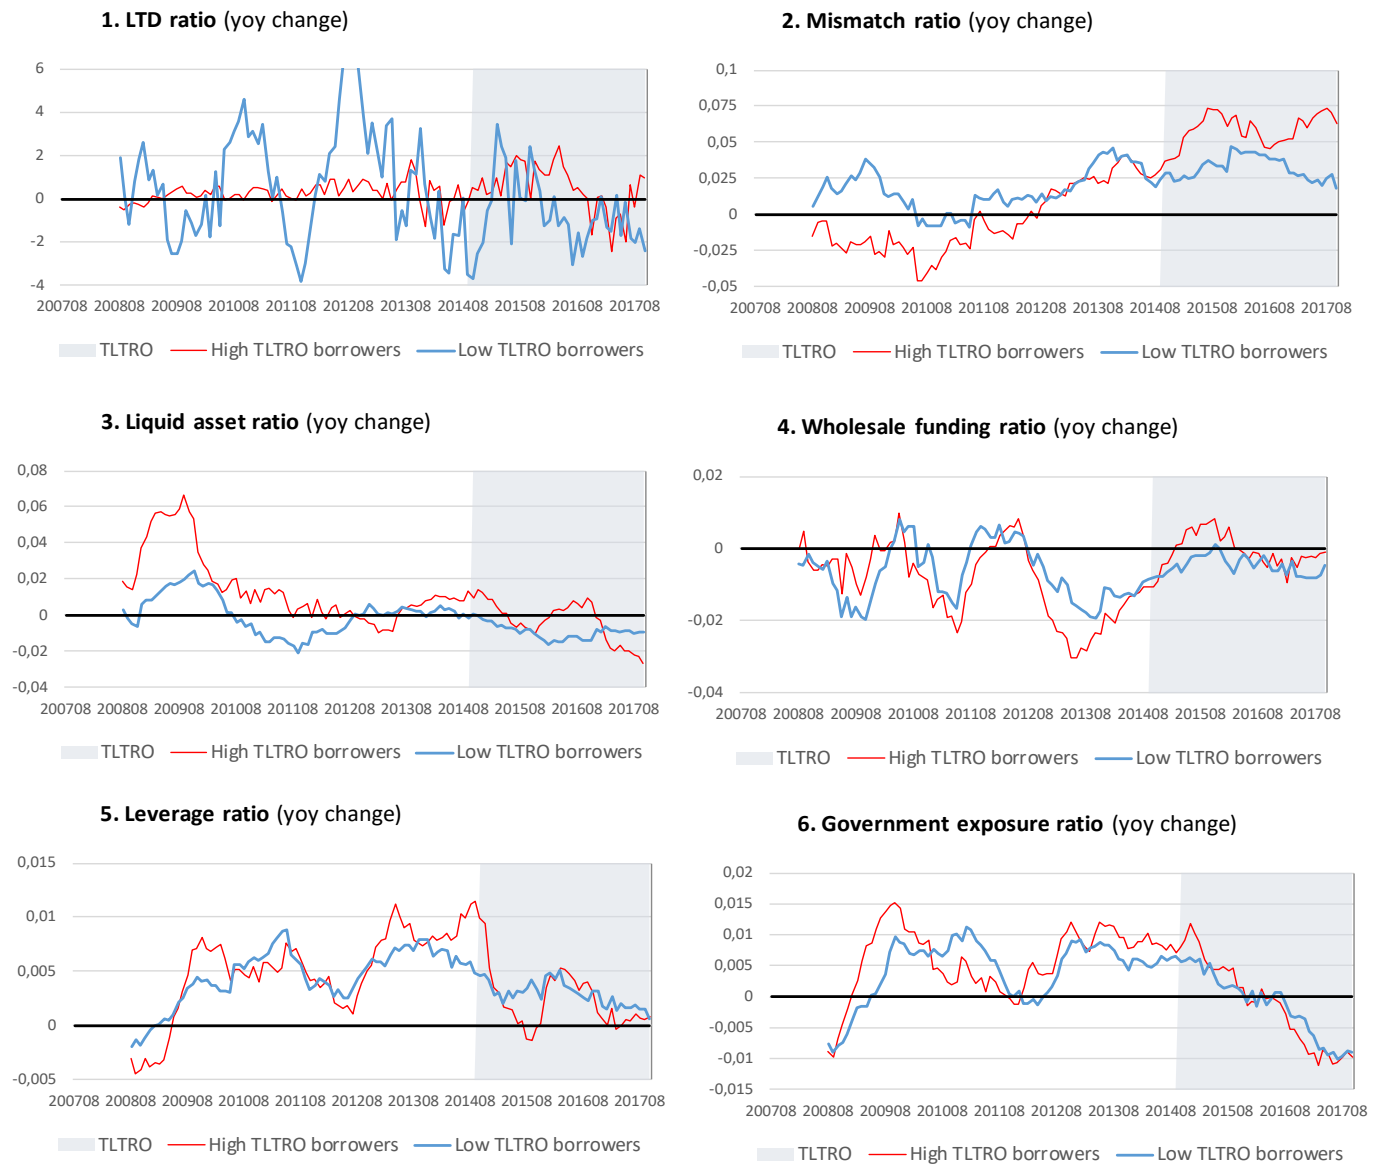 1. LTD ratio (yoy change)
6
4
2
0
-2
-4
200708 200808 200908 201008 201108 201208 201308 201408 201508 201608 201708
TLTRO High TLTRO borrowers Low TLTRO borrowers
2. Mismatch ratio (yoy change)
0,1
0,075
0,05
0,025
0
-0,025
-0,05
200708 200808 200908 201008 201108 201208 201308 201408 201508 201608 201708
TLTRO High TLTRO borrowers Low TLTRO borrowers
3. Liquid asset ratio (yoy change)
0,08
0,06
0,04
0,02
0
-0,02
-0,04
200708 200808 200908 201008 201108 201208 201308 201408 201508 201608 201708
TLTRO High TLTRO borrowers Low TLTRO borrowers
4. Wholesale funding ratio (yoy change)
0,02
0
-0,02
-0,04
200708 200808 200908 201008 201108 201208 201308 201408 201508 201608 201708
TLTRO High TLTRO borrowers Low TLTRO borrowers
5. Leverage ratio (yoy change)
0,015
0,01
0,005
0
-0,005
200708 200808 200908 201008 201108 201208 201308 201408 201508 201608 201708
TLTRO High TLTRO borrowers Low TLTRO borrowers
6. Government exposure ratio (yoy change)
0,02
0,015
0,01
0,005
0
-0,005
-0,01
-0,015
200708 200808 200908 201008 201108 201208 201308 201408 201508 201608 201708
TLTRO High TLTRO borrowers Low TLTRO borrowers